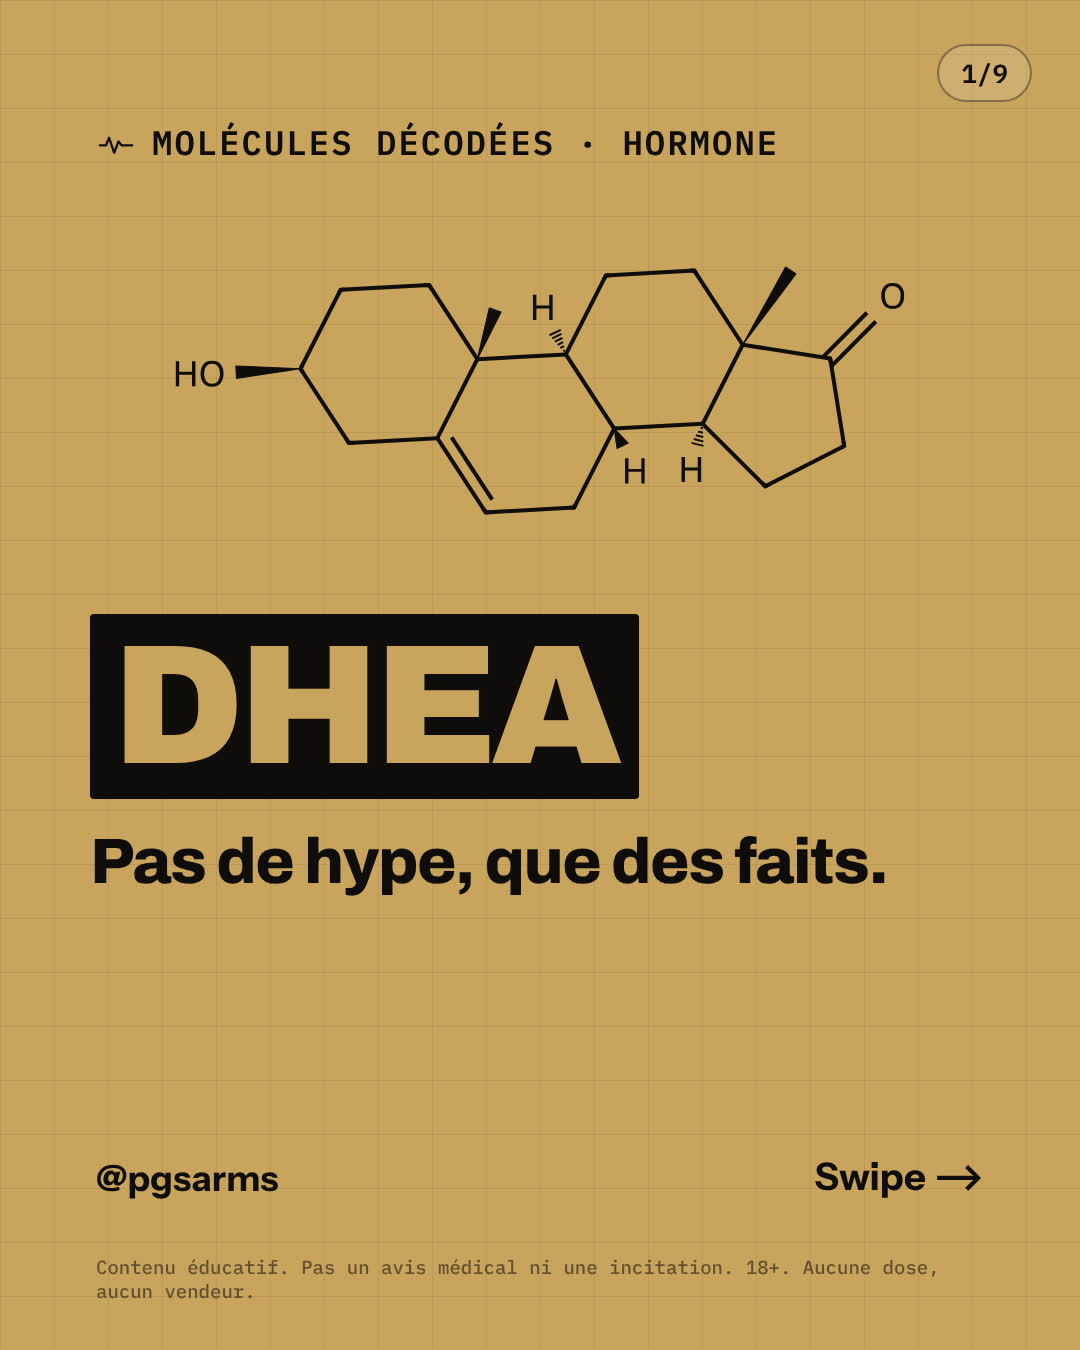 1/9
MOLÉCULES DÉCODÉES · HORMONE
H
O
HO
H
H
DHEA
Pas de hype, que des faits.
@pgsarms
Swipe →
Contenu éducatif. Pas un avis médical ni une incitation. 18+. Aucune dose,
aucun vendeur.